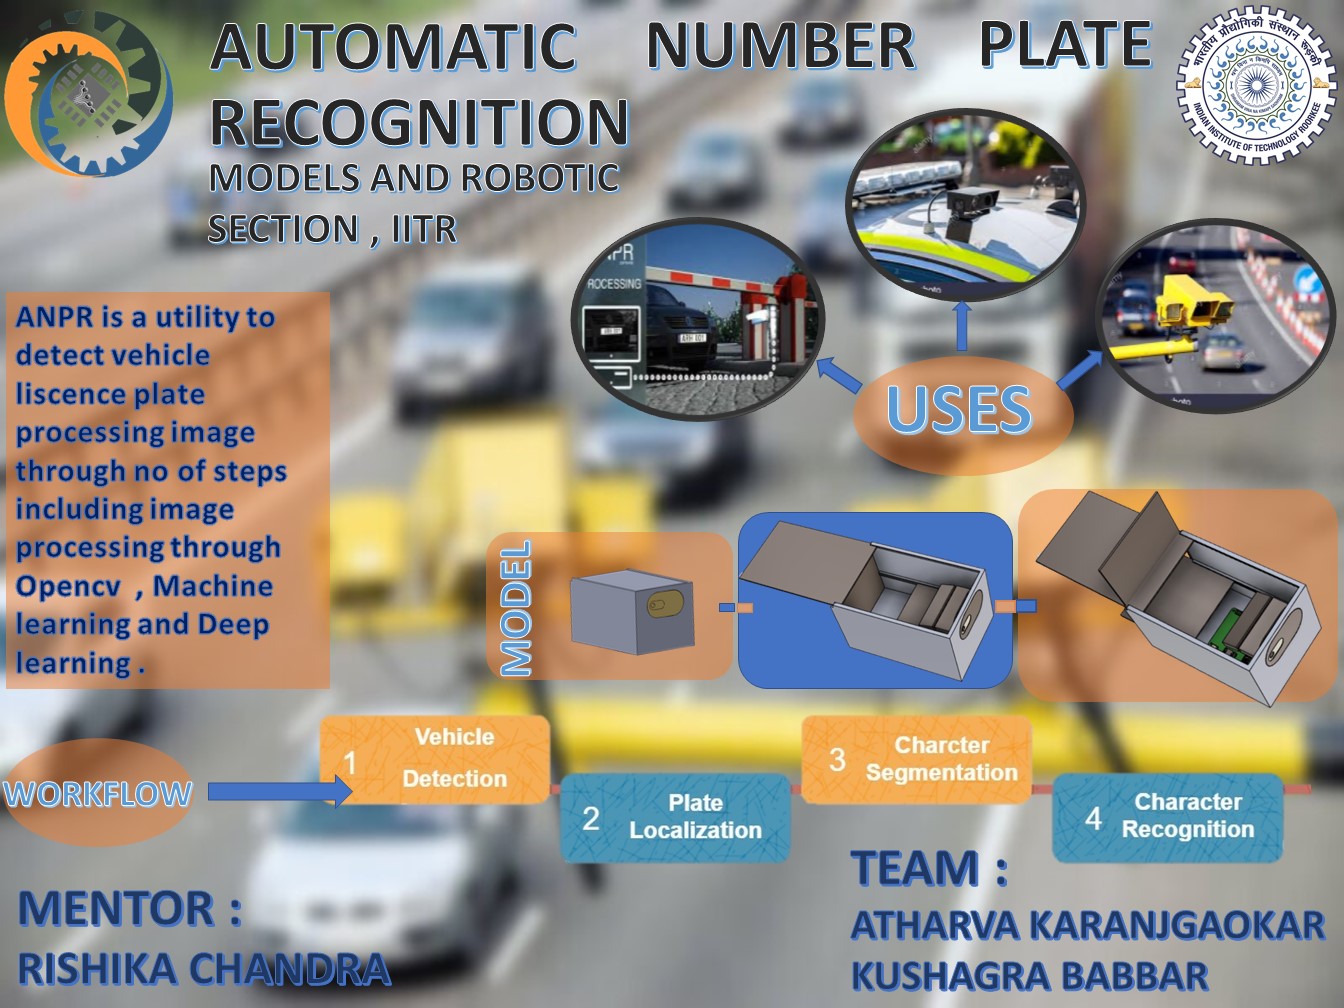 AUTOMATIC NUMBER PLATE
RECOGNITION
MODELS AND ROBOTIC
SECTION , IITR
भारतीय प्रौद्योगिकी संस्थान रूड़की
INDIAN INSTITUTE OF TECHNOLOGY ROORKEE
ANPR is a utility to
detect vehicle
liscence plate
processing image
through no of steps
including image
processing through
Opencv , Machine
learning and Deep
learning .
ROCESSING
USES
MODEL
WORKFLOW
1 Vehicle
Detection
2 Plate
Localization
3 Charcter
Segmentation
4 Character
Recognition
MENTOR :
RISHIKA CHANDRA
TEAM :
ATHARVA KARANJGAOKAR
KUSHAGRA BABBAR